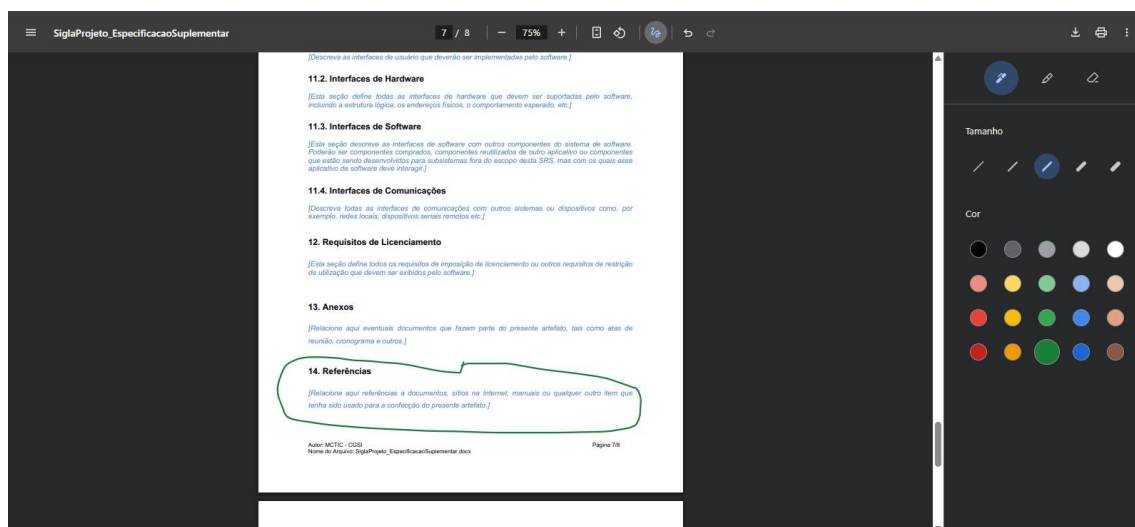 SiglaProjeto_EspecificacaoSuplementar
7 / 8
75%
[Descreva as interfaces de usuário que deverão ser implementadas pelo software.]
11.2. Interfaces de Hardware
[Esta seção define todas as interfaces de hardware que devem ser suportadas pelo software,
incluindo a estrutura lógica, os endereços físicos, o comportamento esperado, etc.]
11.3. Interfaces de Software
[Esta seção descreve as interfaces de software com outros componentes do sistema de software.
Poderão ser componentes comprados, componentes reutilizados de outro aplicativo ou componentes
que estão sendo desenvolvidos para subsistemas fora do escopo desta SRS, mas com os quais esse
aplicativo de software deve interagir.]
11.4. Interfaces de Comunicações
[Descreva todas as interfaces de comunicações com outros sistemas ou dispositivos como, por
exemplo, redes locais, dispositivos seriais remotos etc.]
12. Requisitos de Licenciamento
[Esta seção define todos os requisitos de imposição de licenciamento ou outros requisitos de restrição
de utilização que devem ser exibidos pelo software.]
13. Anexos
[Relacione aqui eventuais documentos que fazem parte do presente artefato, tais como atas de
reunião, cronograma e outros.]
14. Referências
[Relacione aqui referências a documentos, sítios na Internet, manuais ou qualquer outro item que
tenha sido usado para a confecção do presente artefato.]
Autor: MCTIC - CGSI
Página 7/8
Nome do Arquivo: SiglaProjeto_EspecificacaoSuplementar.docx
Tamanho
Cor